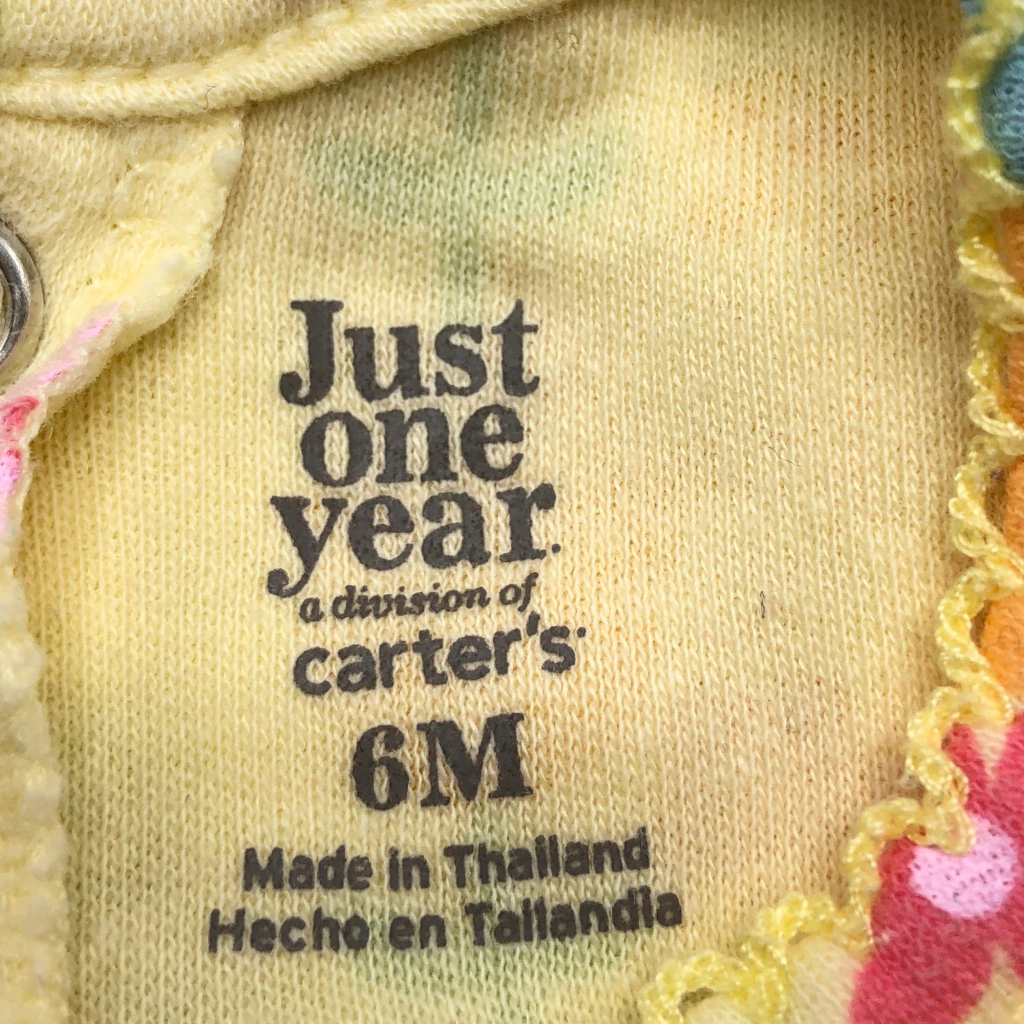 Just
one
year.
a division of
carter's
6M
Made in Thailand
Hecho en Tailandia